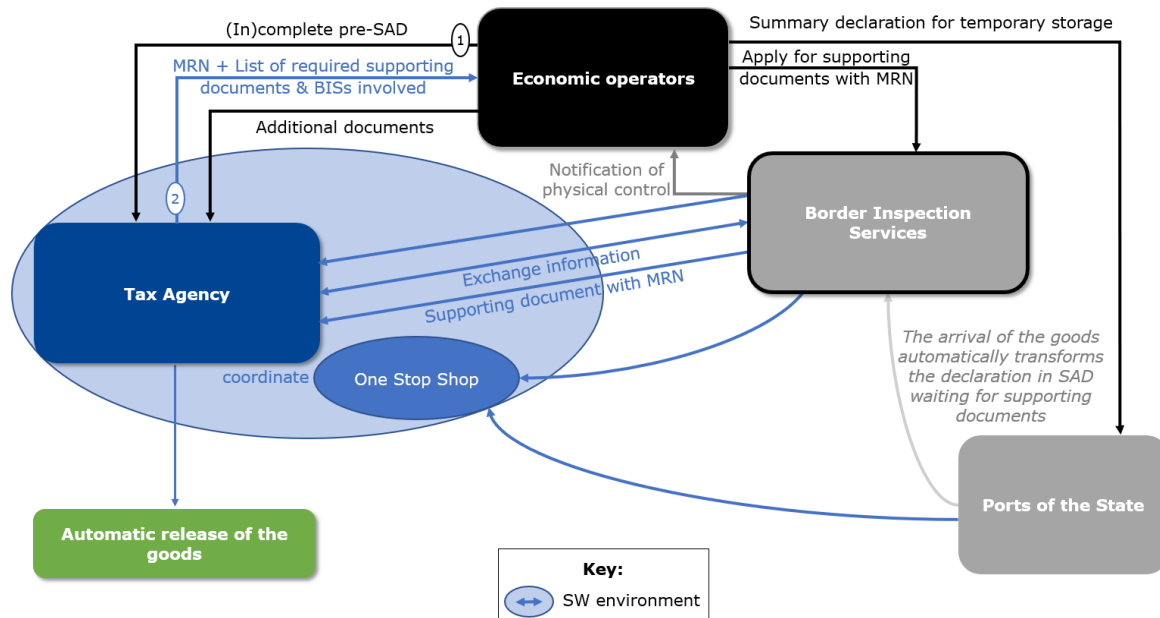 (In)complete pre-SAD
1
Summary declaration for temporary storage
MRN + List of required supporting
documents & BISs involved
Economic operators
Apply for supporting
documents with MRN
Additional documents
Notification of
physical control
2
Border Inspection
Services
Tax Agency
Exchange information
Supporting document with MRN
coordinate
One Stop Shop
The arrival of the goods
automatically transforms
the declaration in SAD
waiting for supporting
documents
Ports of the State
Automatic release of the
goods
Key:
SW environment